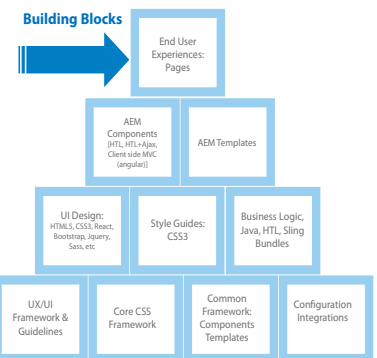 Building Blocks
End User
Experiences:
Pages
AEM
Components
[HTL, HTL+Ajax,
Client side MVC
(angular)]
AEM Templates
UI Design:
HTML5, CSS3, React,
Bootstrap, Jquery,
Sass, etc
Style Guides:
CSS3
Business Logic,
Java, HTL, Sling
Bundles
UX/UI
Framework &
Guidelines
Core CSS
Framework
Common
Framework:
Components
Templates
Configuration
Integrations